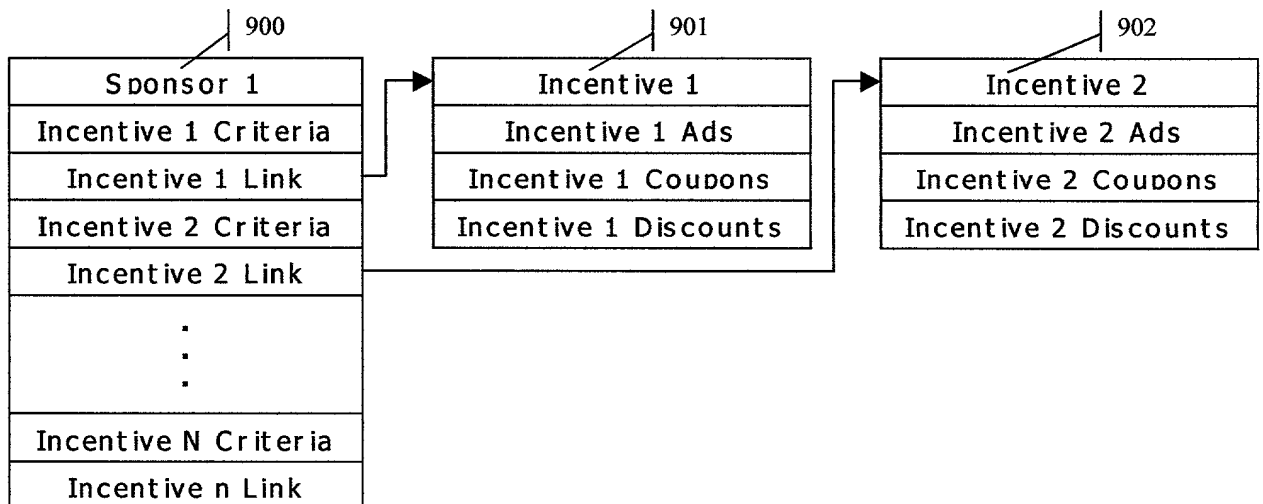 900
901
902
Sponsor 1
Incentive 1 Criteria
Incentive 1 Link
Incentive 2 Criteria
Incentive 2 Link
Incentive N Criteria
Incentive n Link
Incentive 1
Incentive 1 Ads
Incentive 1 Coupons
Incentive 1 Discounts
Incentive 2
Incentive 2 Ads
Incentive 2 Coupons
Incentive 2 Discounts